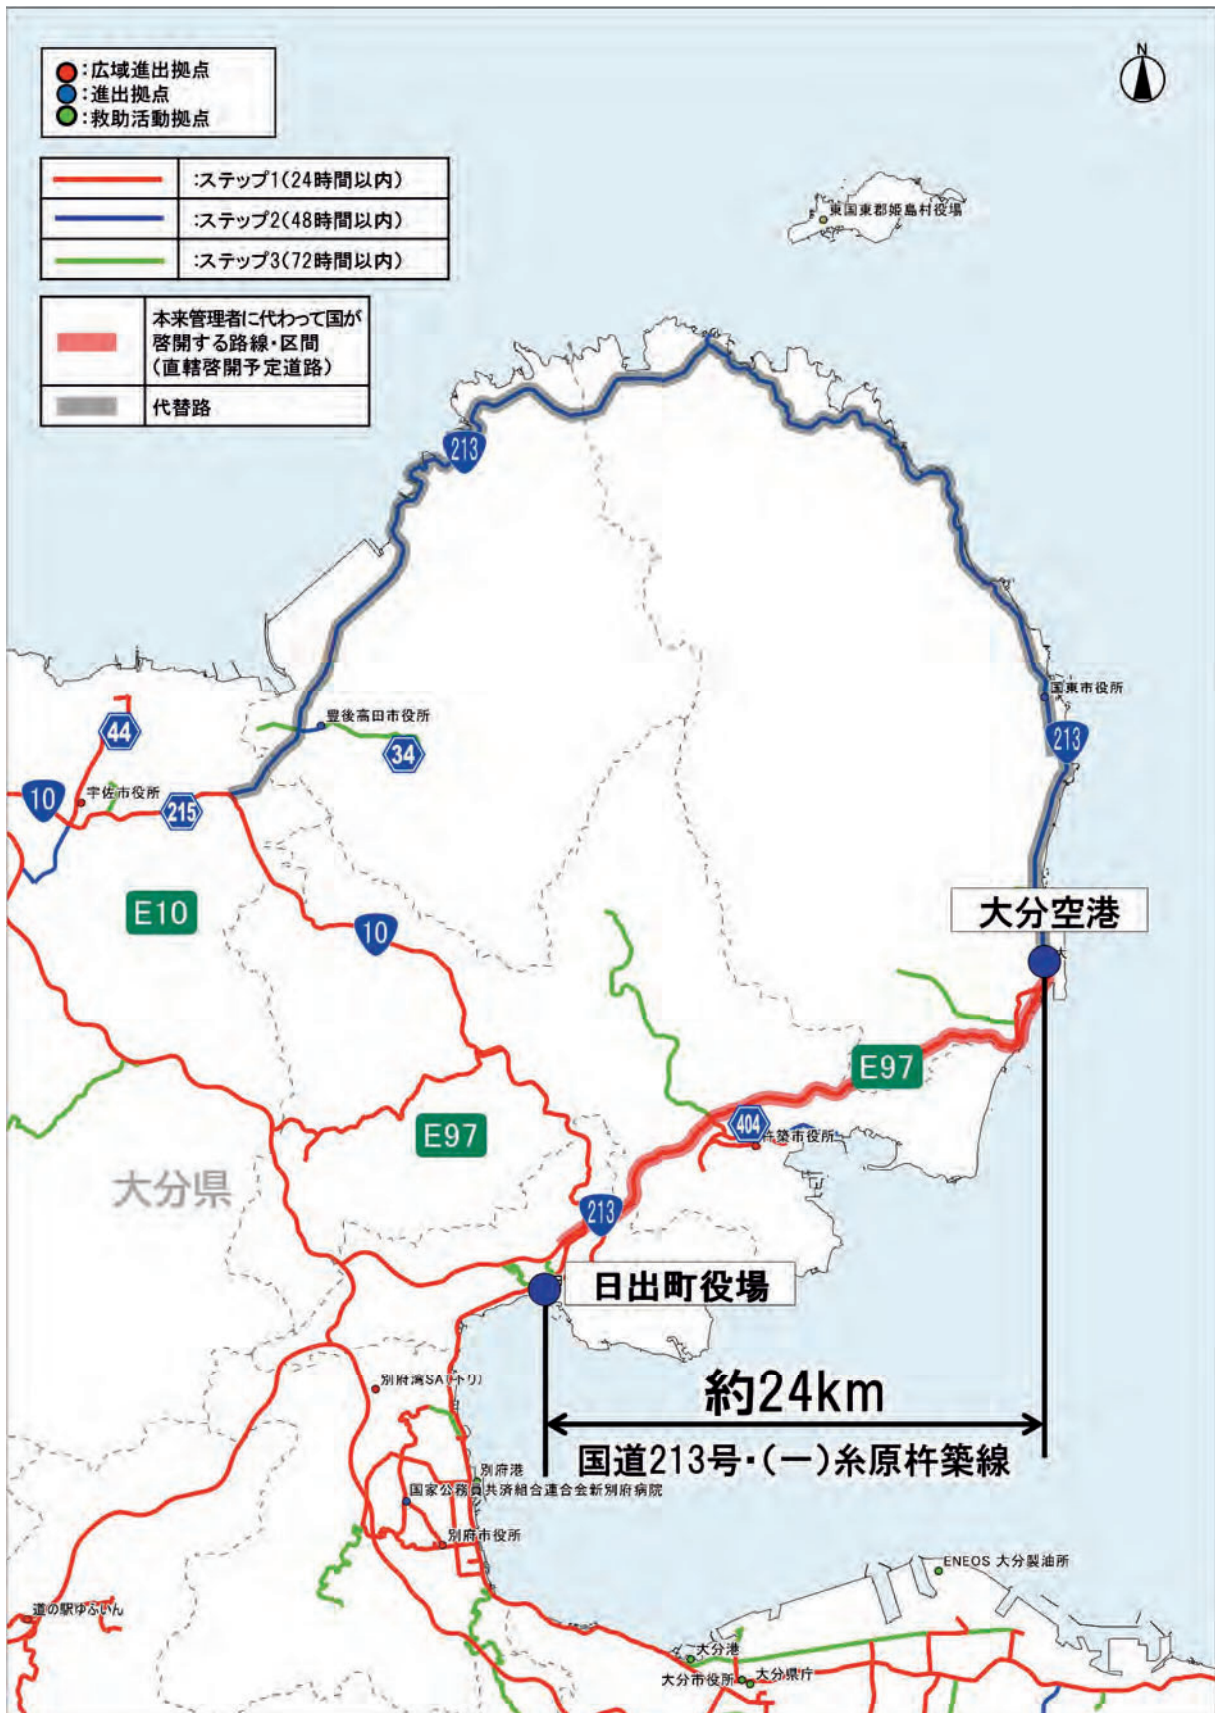 N
:広域進出拠点
:進出拠点
:救助活動拠点
:ステップ1(24時間以内)
:ステップ2(48時間以内)
:ステップ3(72時間以内)
本来管理者に代わって国が
啓開する路線・区間
(直轄啓開予定道路)
代替路
東国東郡姫島村役場
213
国東市役所
豊後高田市役所
44
34
213
10
宇佐市役所
215
E10
大分空港
10
大
E97
E97
404
杵築市役所
大分県
213
日出町役場
約24km
別府湾SA(下り)
国道213号・(一)糸原杵築線
別府港
国家公務員共済組合連合会新別府病院
別府市役所
ENEOS 大分製油所
道の駅ゆふいん
大分港
大分市役所
大分県庁